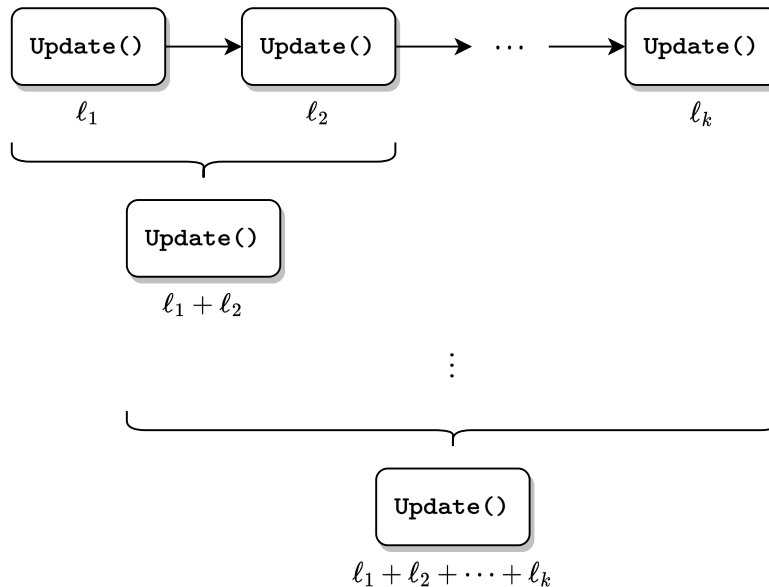 Update() Update() ⋯ Update()
ℓ₁ ℓ₂ ℓₖ
Update()
ℓ₁ + ℓ₂
⋮
Update()
ℓ₁ + ℓ₂ + ⋯ + ℓₖ